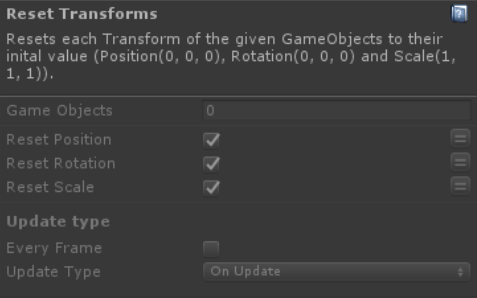 Reset Transforms
Resets each Transform of the given GameObjects to their
inital value (Position(0, 0, 0), Rotation(0, 0, 0) and Scale(1,
1, 1)).
Game Objects 0
Reset Position
Reset Rotation
Reset Scale
Update type
Every Frame
Update Type On Update